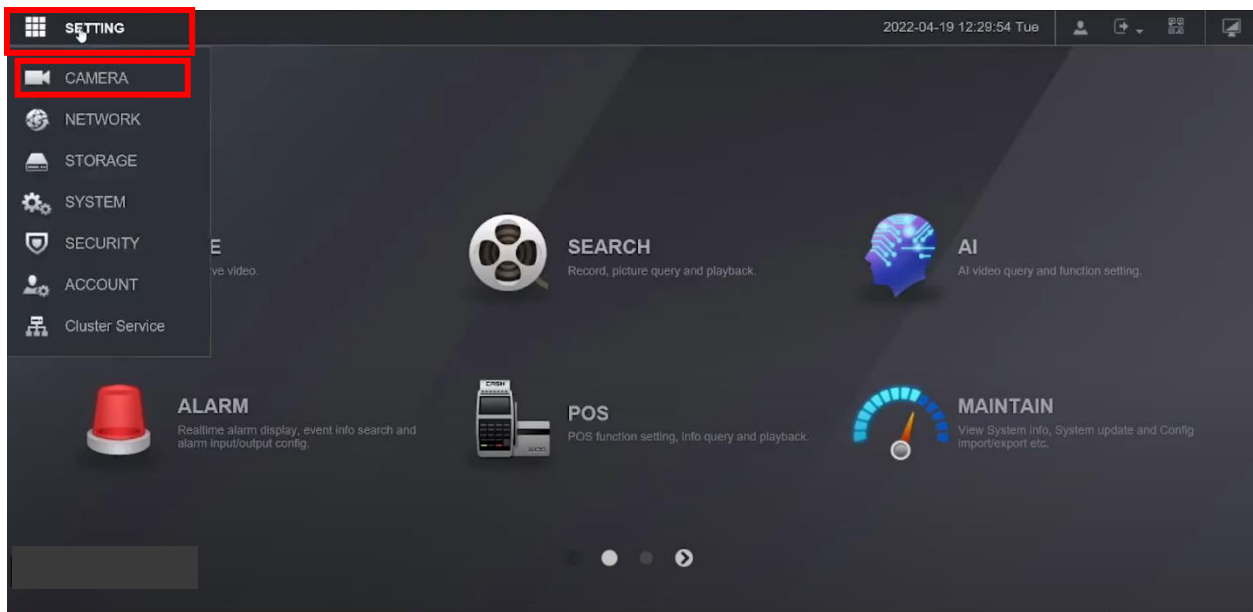 SETTING
2022-04-19 12:29:54 Tue
CAMERA
NETWORK
STORAGE
SYSTEM
SECURITY
ACCOUNT
Cluster Service
E
ve video.
SEARCH
Record, picture query and playback.
AI
AI video query and function setting.
ALARM
Realtime alarm display, event info search and
alarm input/output config.
CASH
POS
POS function setting, info query and playback.
MAINTAIN
View System info, System update and Config
import/export etc.